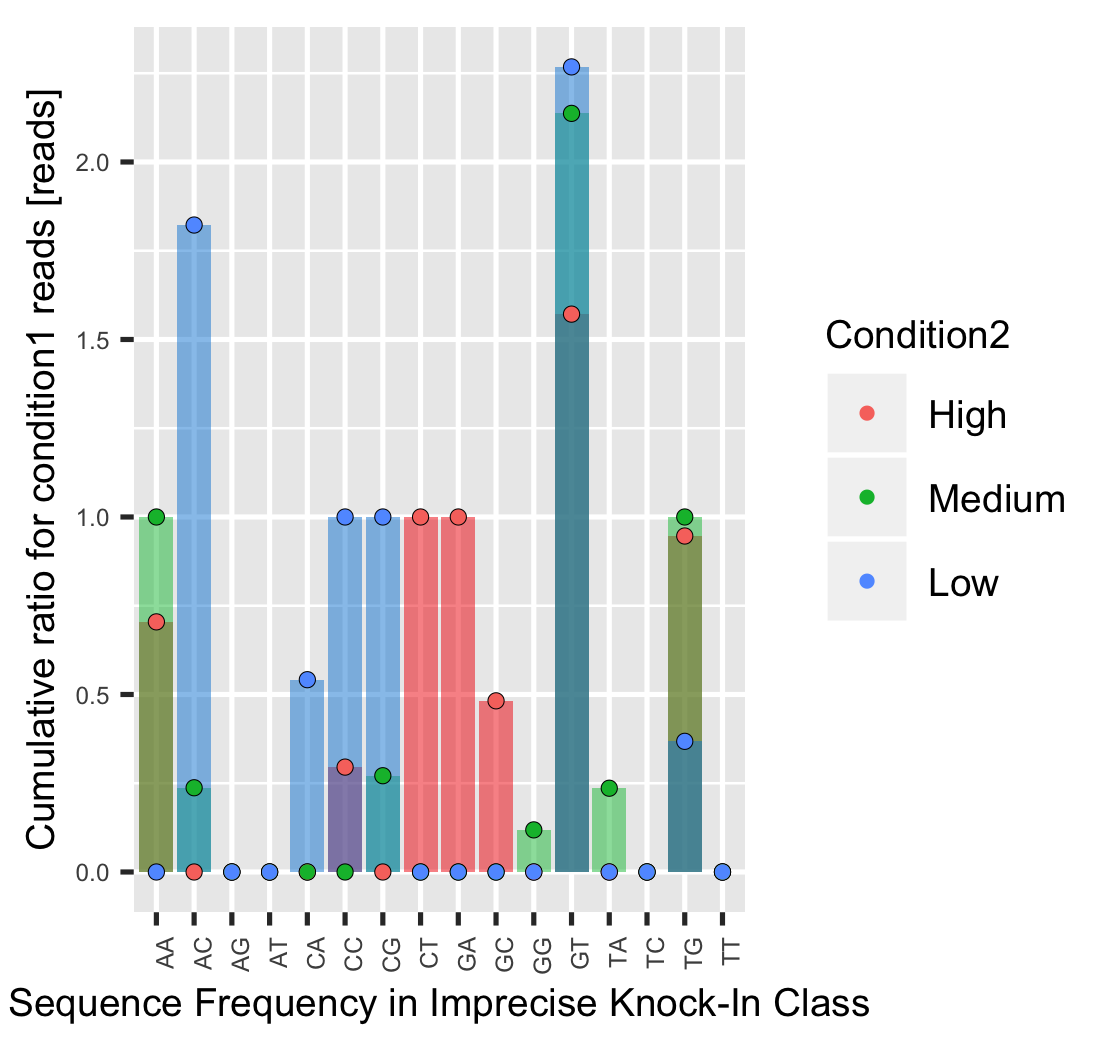 Cumulative ratio for condition1 reads [reads]
2.0
1.5
1.0
0.5
0.0
AA
AC
AG
AT
CA
CC
CG
CT
GA
GC
GG
GT
TA
TC
TG
TT
Sequence Frequency in Imprecise Knock-In Class
Condition2
High
Medium
Low